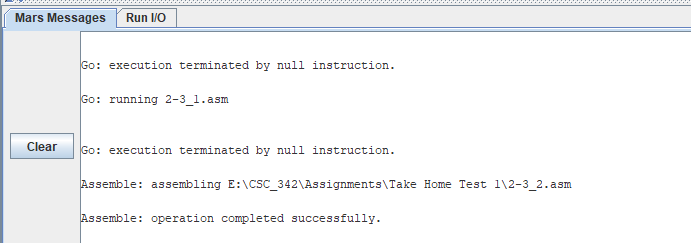 Mars Messages Run I/O
Go: execution terminated by null instruction.
Go: running 2-3_1.asm
Go: execution terminated by null instruction.
Clear
Assemble: assembling E:\CSC_342\Assignments\Take Home Test 1\2-3_2.asm
Assemble: operation completed successfully.